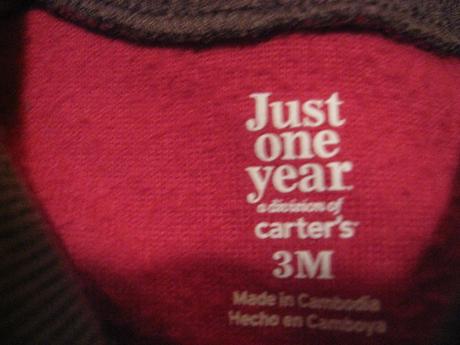 Just
one
year
a division of
carter's
3M
Made in Cambodia
Hecho en Camboya